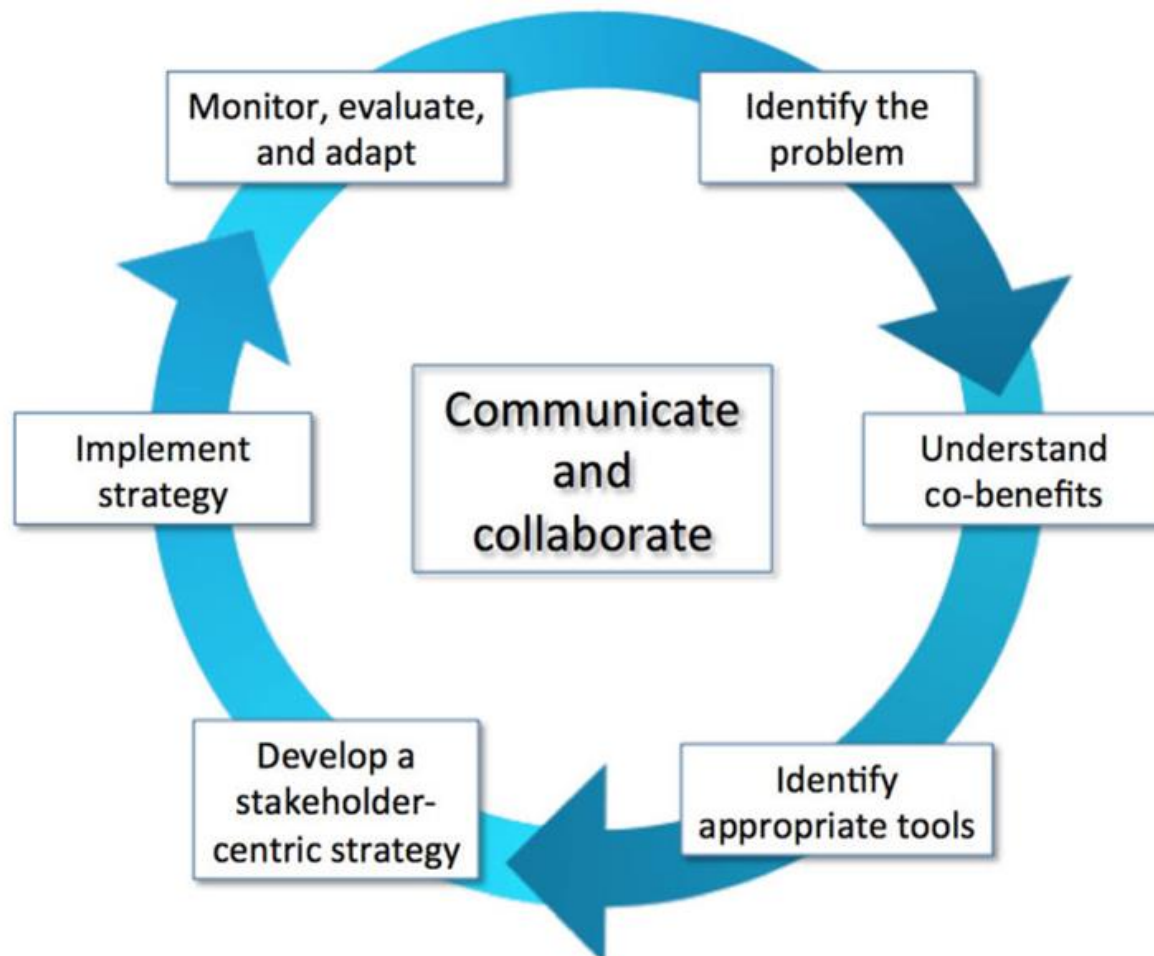 Monitor, evaluate,
and adapt
Identify the
problem
Understand
co-benefits
Identify
appropriate tools
Develop a
stakeholder-
centric strategy
Implement
strategy
Communicate
and
collaborate